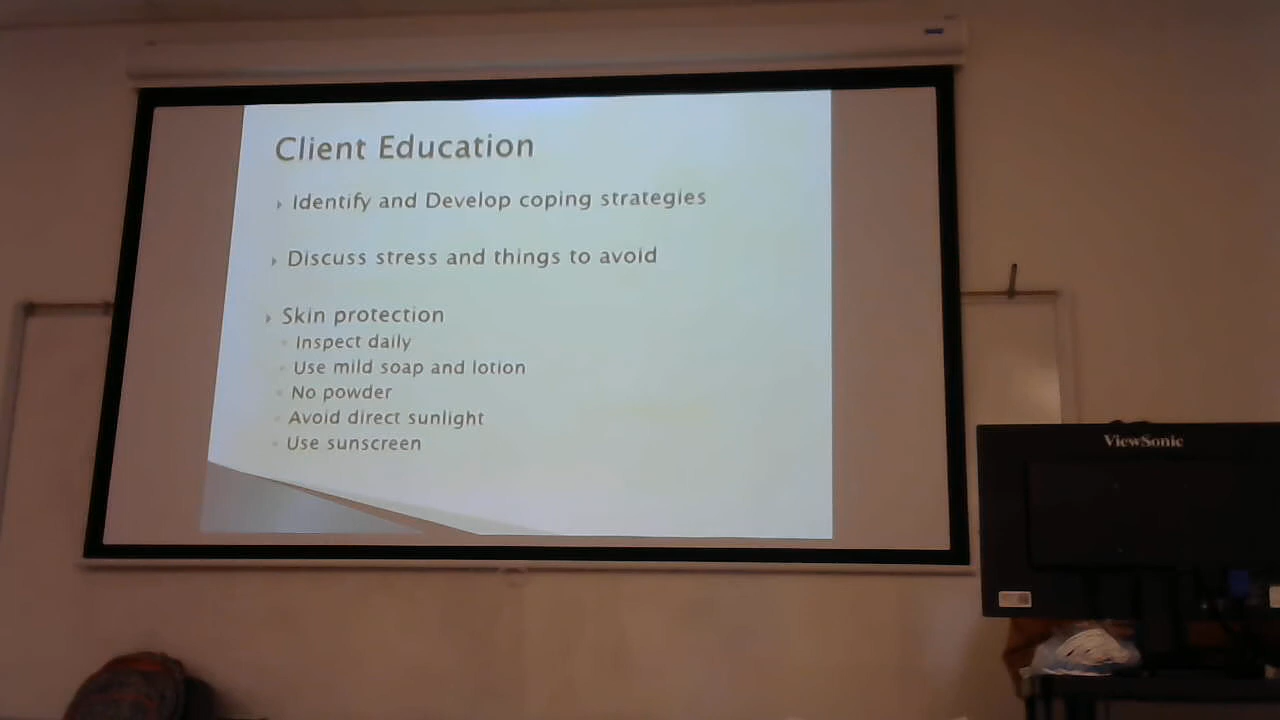 Client Education
Identify and Develop coping strategies
Discuss stress and things to avoid
Skin protection
Inspect daily
Use mild soap and lotion
No powder
Avoid direct sunlight
Use sunscreen
ViewSonic